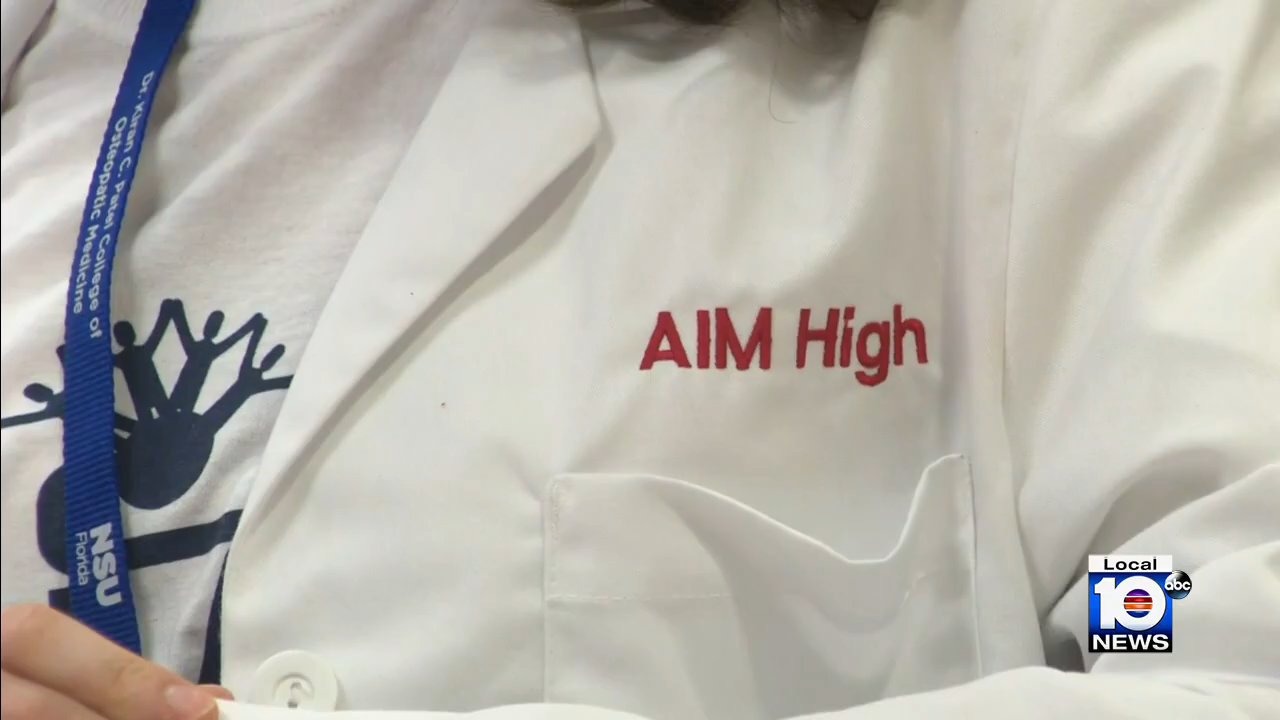 Dr. Kiran C. Patel College of
Osteopathic Medicine
NSU
Florida
AIM High
Local
10
abc
NEWS